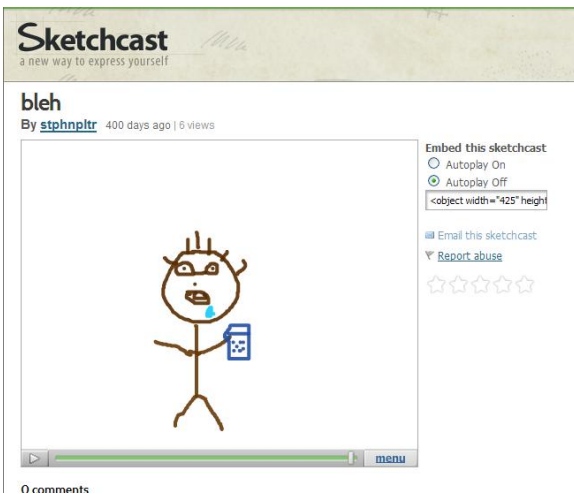 Sketchcast
a new way to express yourself
bleh
By stphnpltr 400 days ago | 6 views
Embed this sketchcast
Autoplay On
Autoplay Off
<object width="425" height
Email this sketchcast
Report abuse
menu
0 comments